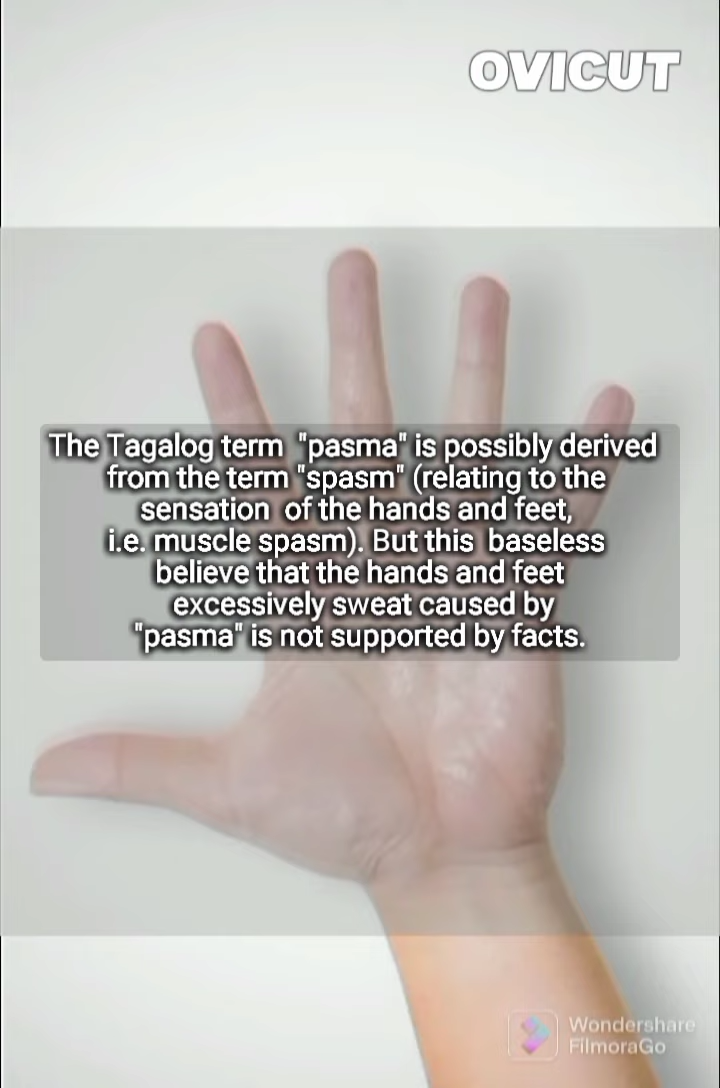 OVICUT
The Tagalog term "pasma" is possibly derived
from the term "spasm" (relating to the
sensation of the hands and feet,
i.e. muscle spasm). But this baseless
believe that the hands and feet
excessively sweat caused by
"pasma" is not supported by facts.
Wondershare
FilmoraGo